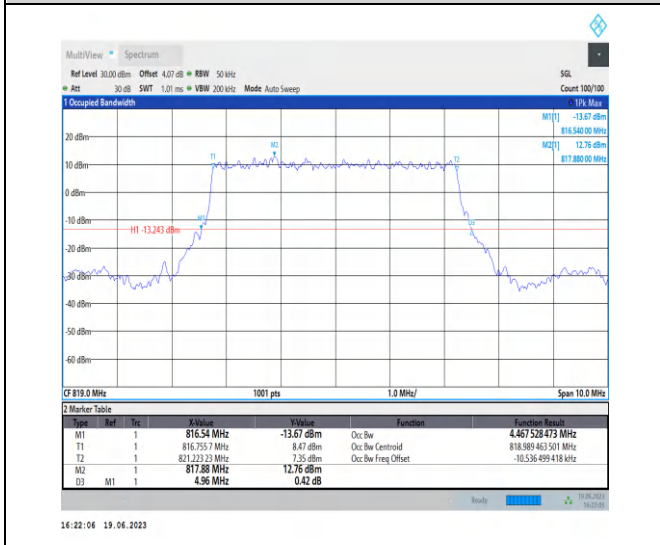 MultiView Spectrum
Ref Level 30.00 dBm Offset 4.07 dB RBW 50 kHz SGL
Att 30 dB SWT 1.01 ms VBW 200 kHz Mode Auto Sweep Count 100/100
1 Occupied Bandwidth 1Pk Max
M1[1] -13.67 dBm
816.540 00 MHz
M2[1] 12.76 dBm
817.880 00 MHz
20 dBm
M2
T1
T2
10 dBm
0 dBm
-10 dBm
M1
D3
H1 -13.243 dBm
-20 dBm
-30 dBm
-40 dBm
-50 dBm
-60 dBm
CF 819.0 MHz 1001 pts 1.0 MHz/ Span 10.0 MHz
2 Marker Table
Type Ref Trc X-Value Y-Value Function Function Result
M1 1 816.54 MHz -13.67 dBm Occ Bw 4.467 528 473 MHz
T1 1 816.755 7 MHz 8.47 dBm Occ Bw Centroid 818.989 463 501 MHz
T2 1 821.223 23 MHz 7.35 dBm Occ Bw Freq Offset -10.536 499 418 kHz
M2 1 817.88 MHz 12.76 dBm
D3 M1 1 4.96 MHz 0.42 dB
Ready 19.06.2023
16:22:05
16:22:06 19.06.2023